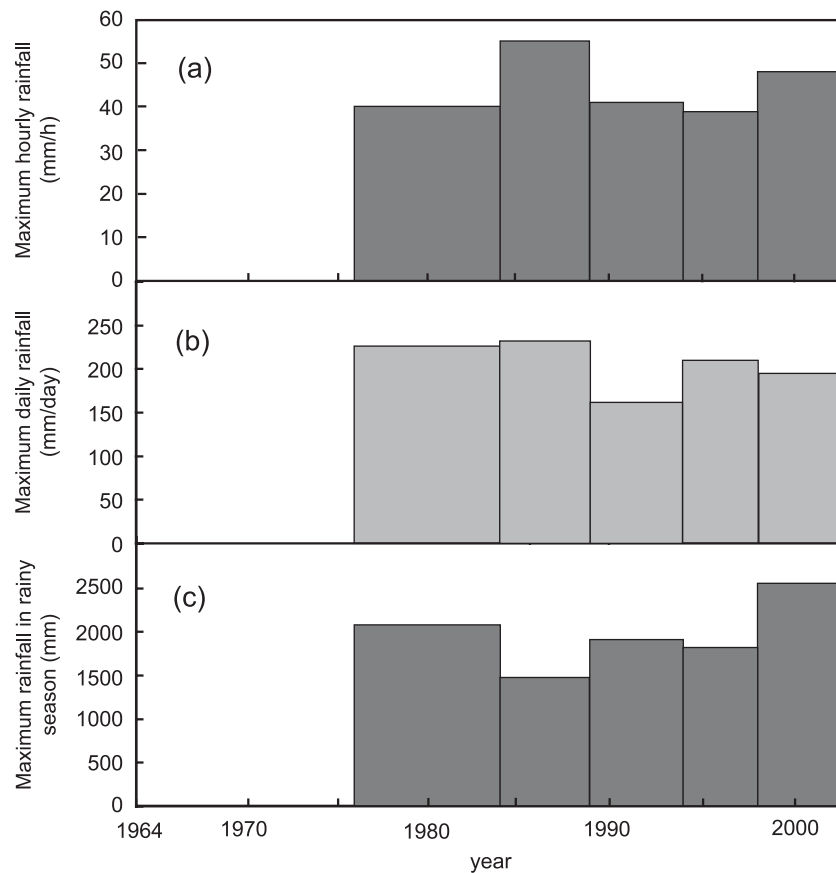 Maximum hourly rainfall
(mm/h)
60
50
40
30
20
10
0
(a)
Maximum daily rainfall
(mm/day)
250
200
150
100
50
0
(b)
Maximum rainfall in rainy
season (mm)
2500
2000
1500
1000
500
0
(c)
1964 1970 1980 1990 2000
year